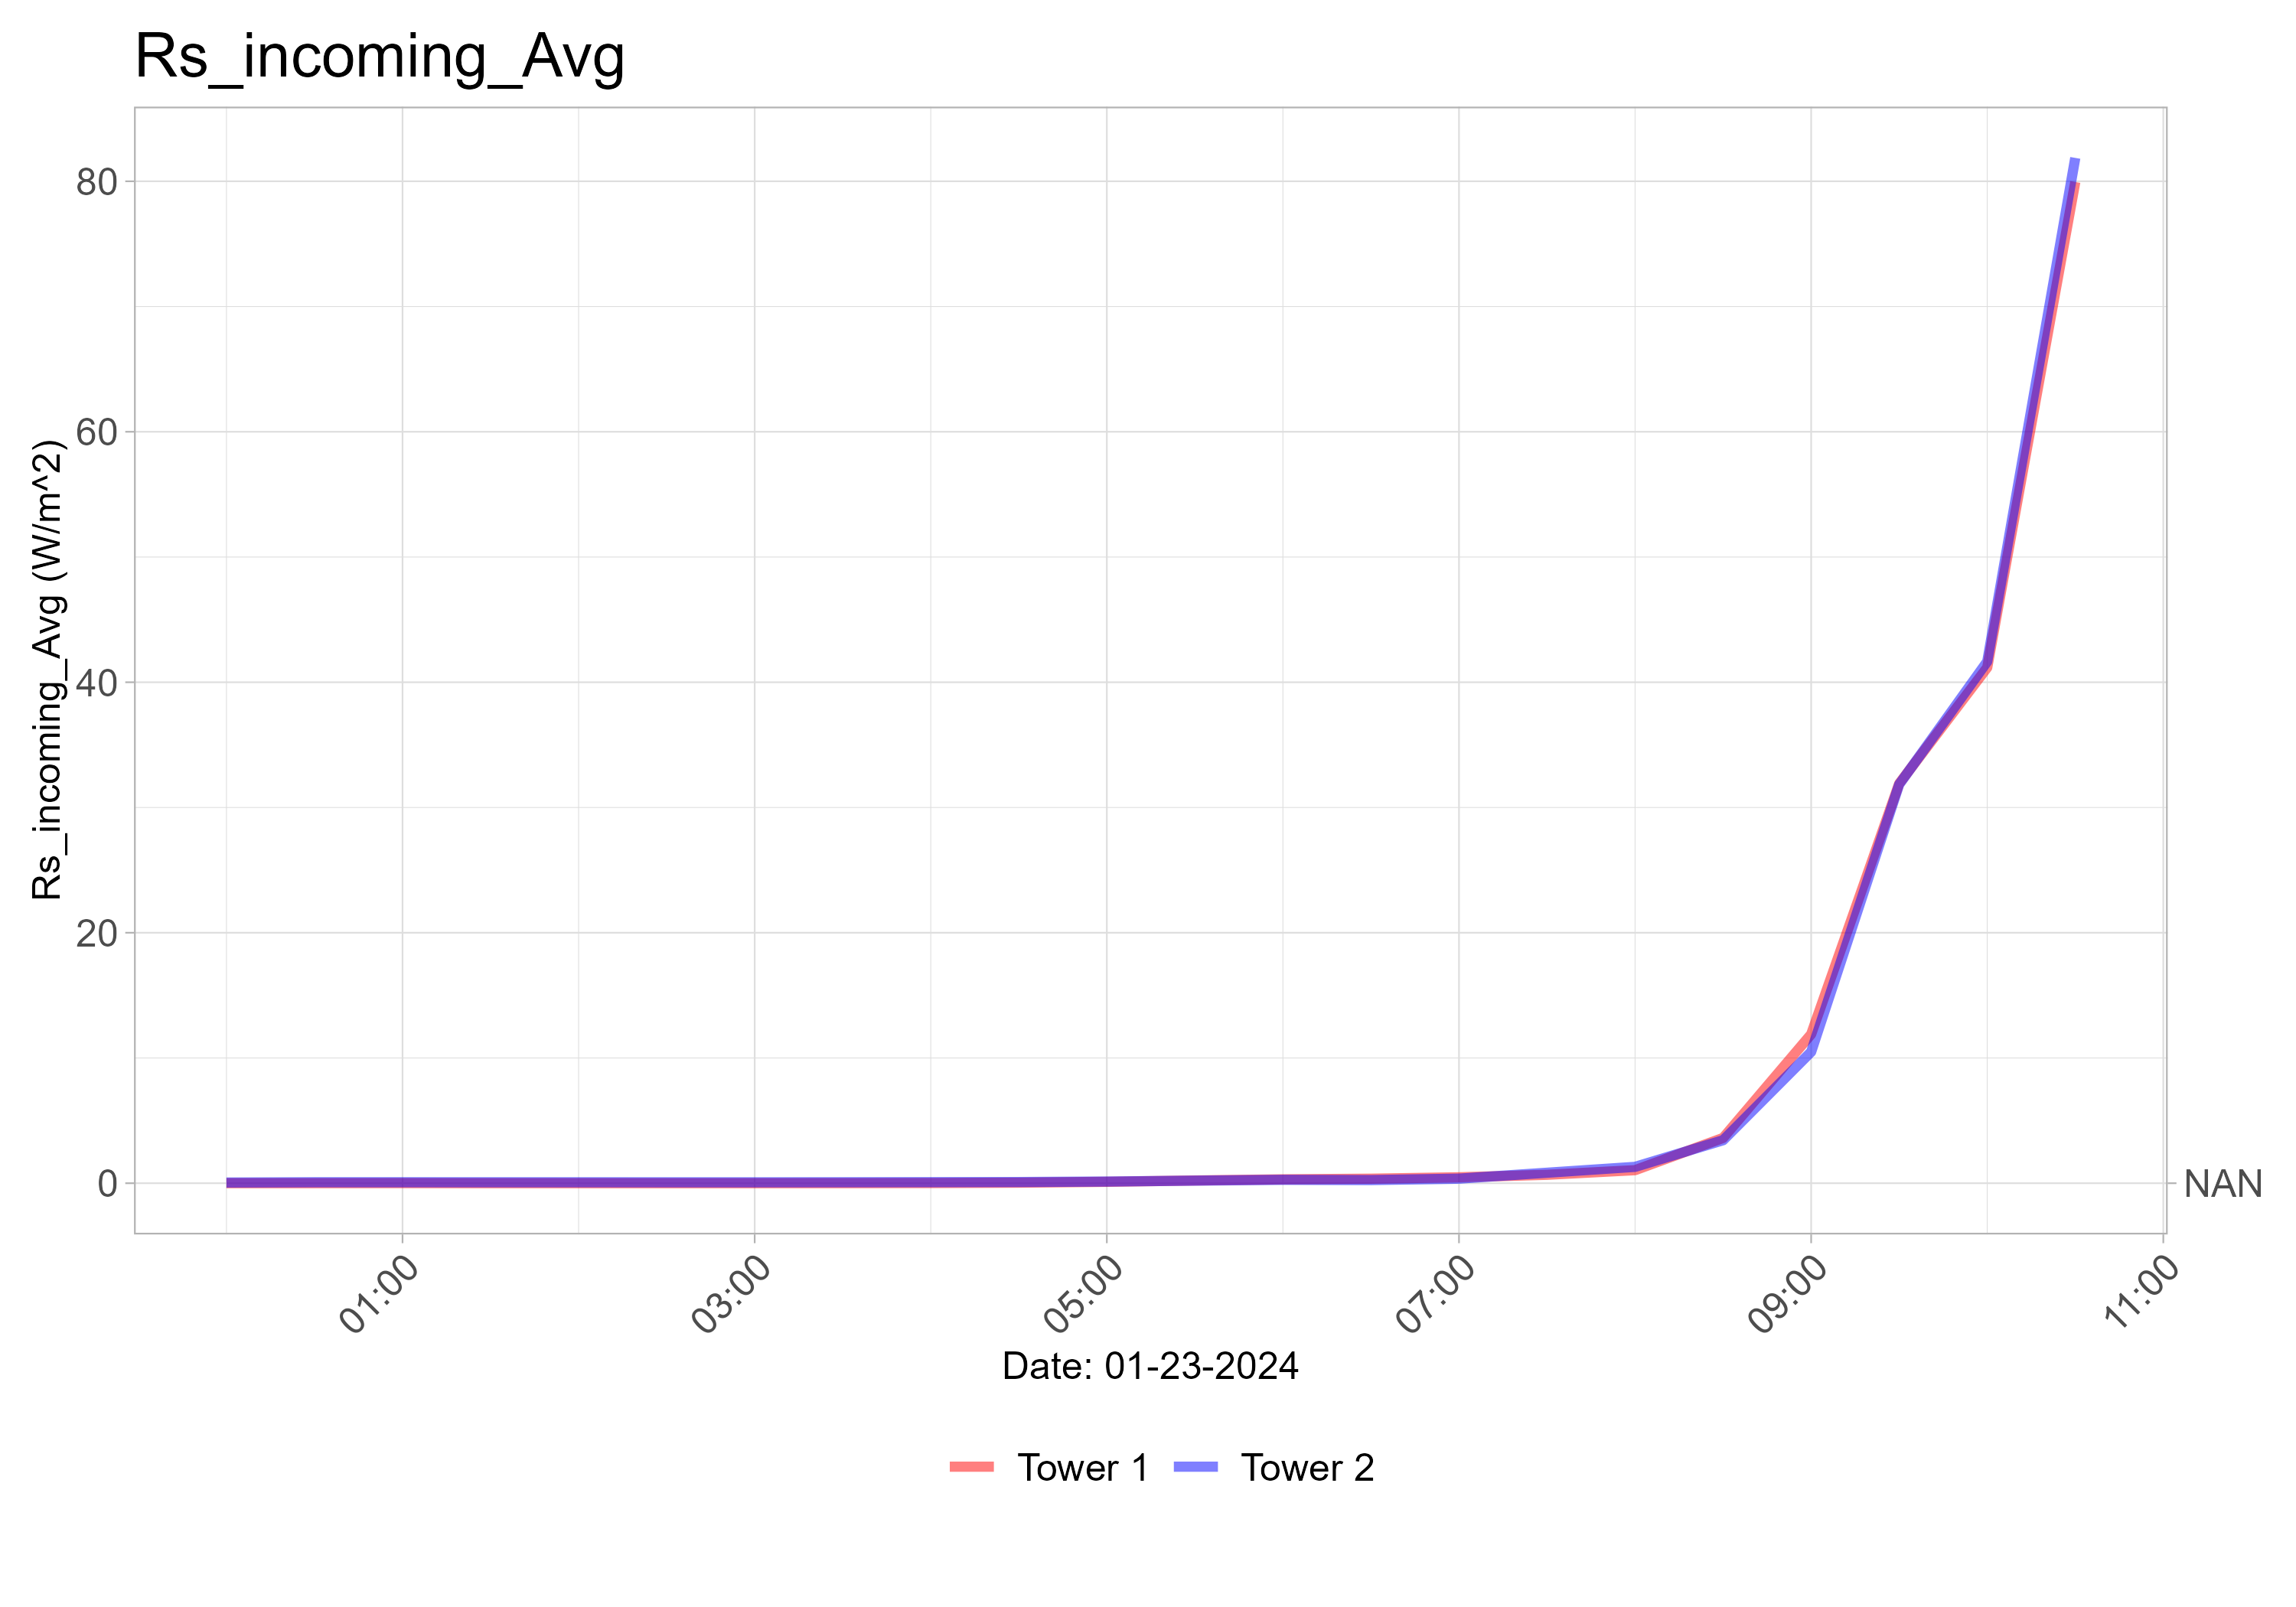 Rs_incoming_Avg
Rs_incoming_Avg (W/m^2)
80
60
40
20
0
NAN
01:00
03:00
05:00
07:00
09:00
11:00
Date: 01-23-2024
Tower 1
Tower 2